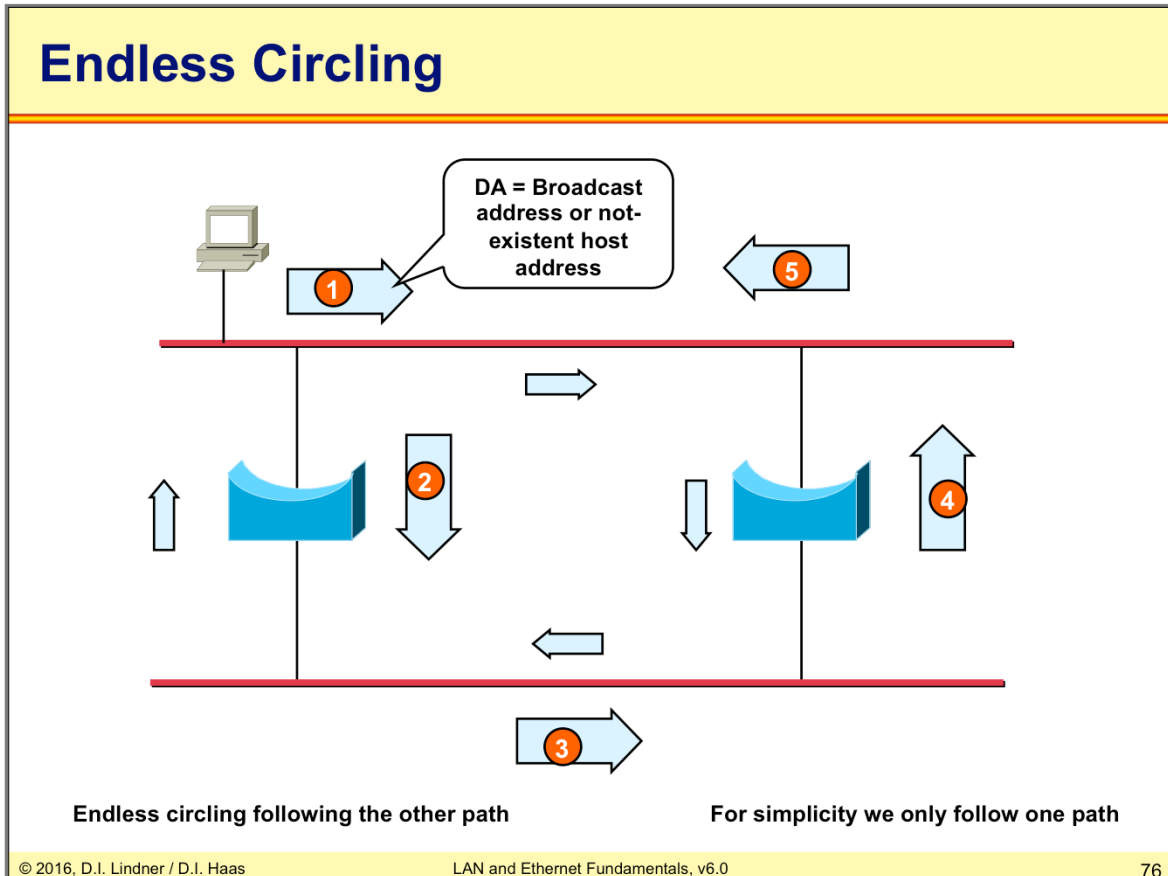 Endless Circling
DA = Broadcast
address or not-
existent host
address
1
5
2
4
3
Endless circling following the other path
For simplicity we only follow one path
© 2016, D.I. Lindner / D.I. Haas
LAN and Ethernet Fundamentals, v6.0
76